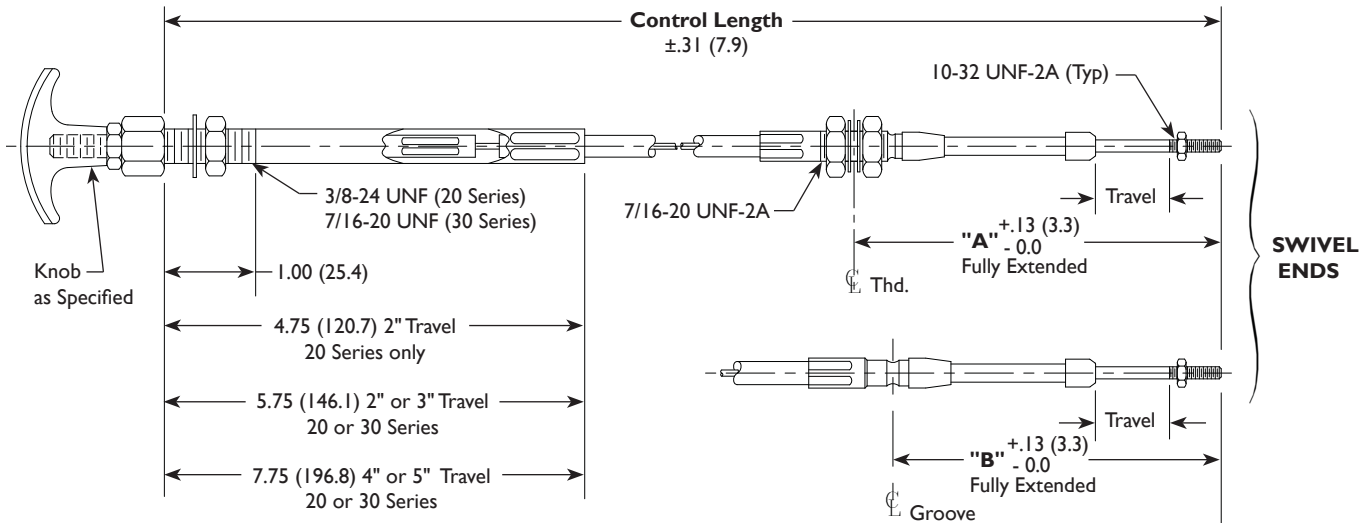 Control Length
±.31 (7.9)
10-32 UNF-2A (Typ)
3/8-24 UNF (20 Series)
7/16-20 UNF (30 Series)
7/16-20 UNF-2A
Travel
"A" +.13 (3.3)
- 0.0
Fully Extended
SWIVEL
ENDS
Knob
as Specified
1.00 (25.4)
CL Thd.
4.75 (120.7) 2" Travel
20 Series only
5.75 (146.1) 2" or 3" Travel
20 or 30 Series
Travel
"B" +.13 (3.3)
- 0.0
Fully Extended
7.75 (196.8) 4" or 5" Travel
20 or 30 Series
CL Groove